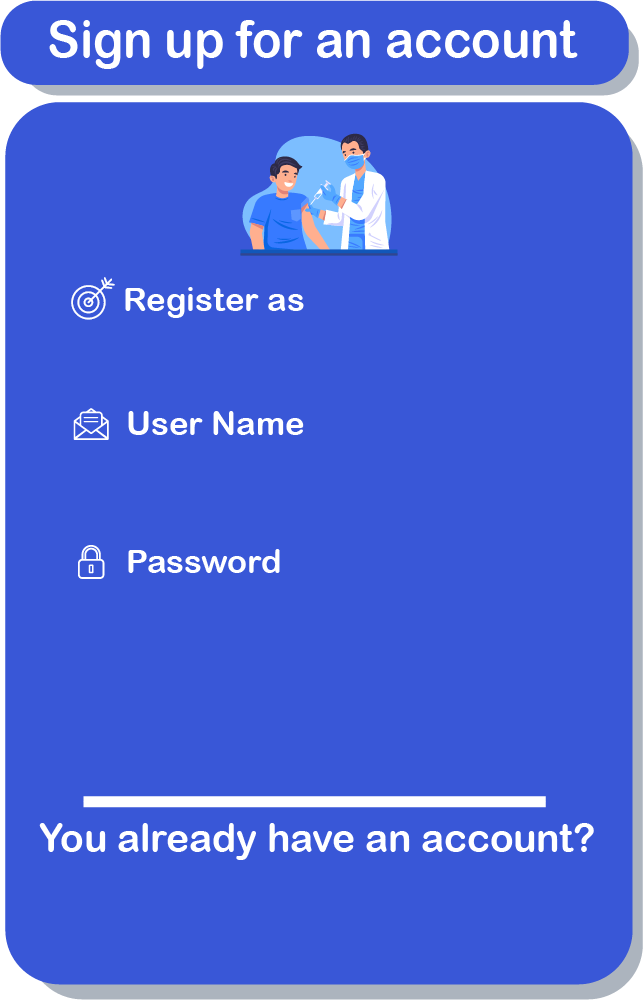 Sign up for an account
Register as
User Name
Password
You already have an account?